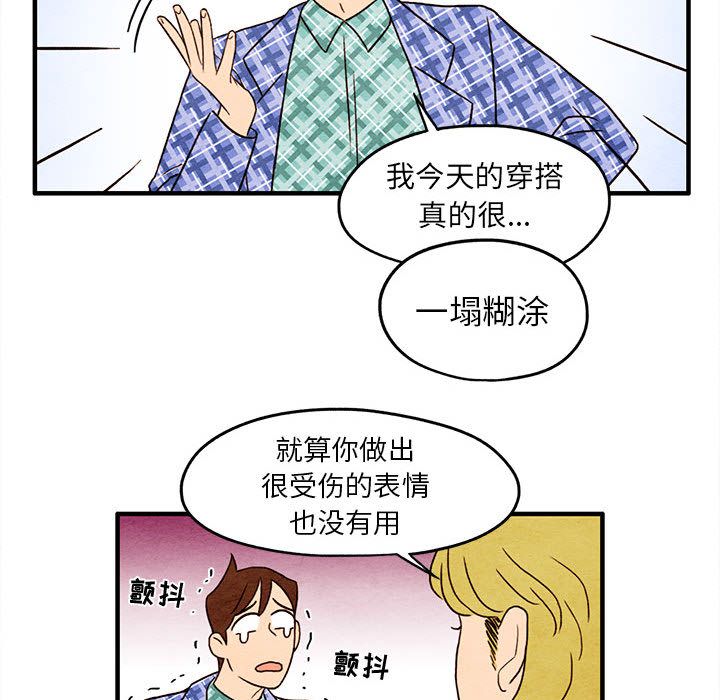 我今天的穿搭
真的很...
一塌糊涂
就算你做出
很受伤的表情
也没有用
颤抖
颤抖